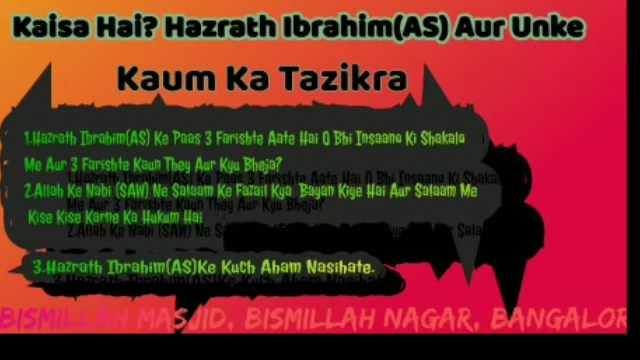 Kaisa Hai? Hazrath Ibrahim(AS) Aur Unke
Kaum Ka Tazikra
1.Hazrath Ibrahim(AS) Ke Paas 3 Farishte Aate Hai O Bhi Insaano Ki Shakalo
Me Aur 3 Farishte Kaun They Aur Kyu Bheja?
2.Allah Ke Nabi (SAW) Ne Salaam Ke Fazail Kya Bayan Kiye Hai Aur Salaam Me
Kise Kise Karne Ka Hukum Hai
3.Hazrath Ibrahim(AS)Ke Kuch Aham Nasihate.
BISMILLAH MASJID, BISMILLAH NAGAR, BANGALOR